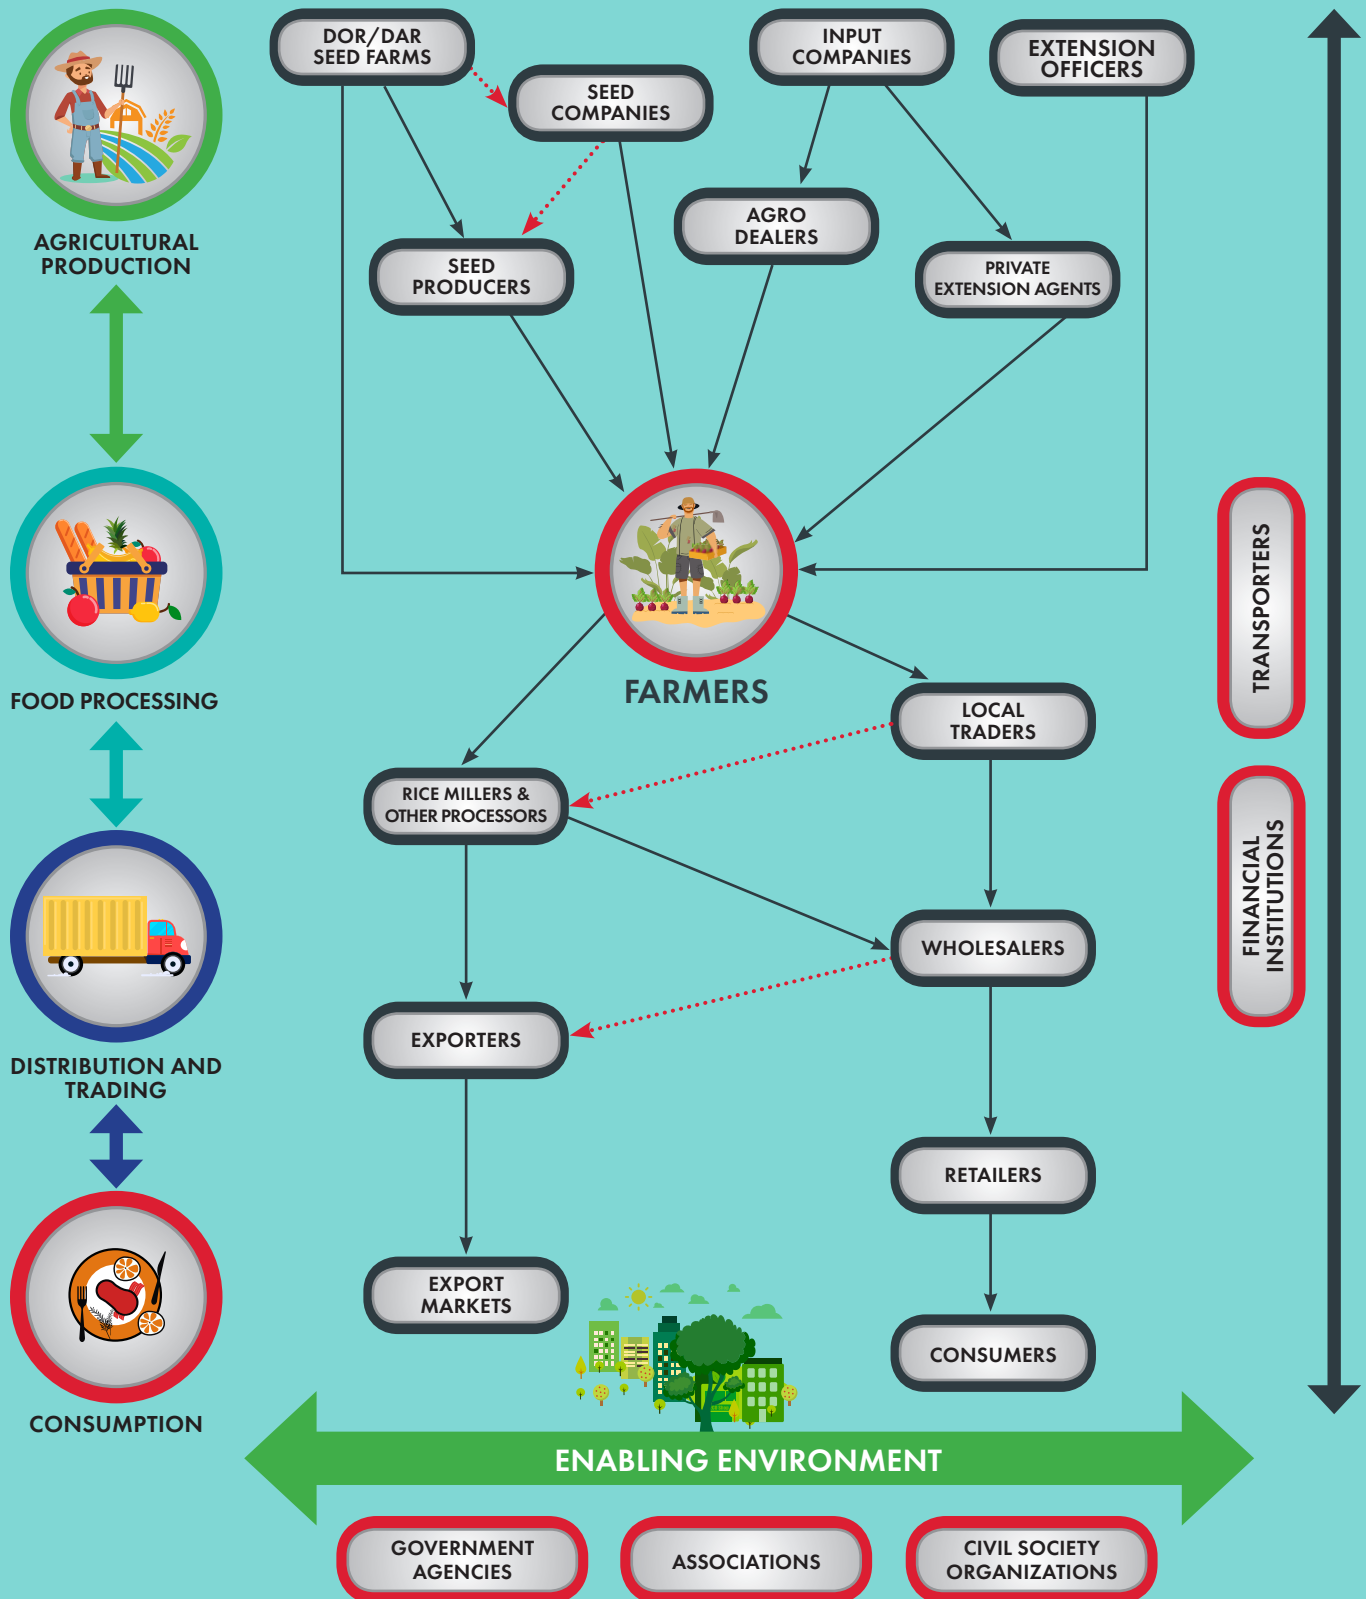 DOR/DAR
SEED FARMS
INPUT
COMPANIES
EXTENSION
OFFICERS
SEED
COMPANIES
AGRO
DEALERS
AGRICULTURAL
PRODUCTION
SEED
PRODUCERS
PRIVATE
EXTENSION AGENTS
FARMERS
FOOD PROCESSING
LOCAL
TRADERS
RICE MILLERS &
OTHER PROCESSORS
TRANSPORTERS
FINANCIAL
INSTITUTIONS
WHOLESALERS
EXPORTERS
DISTRIBUTION AND
TRADING
RETAILERS
EXPORT
MARKETS
CONSUMERS
CONSUMPTION
ENABLING ENVIRONMENT
GOVERNMENT
AGENCIES
ASSOCIATIONS
CIVIL SOCIETY
ORGANIZATIONS